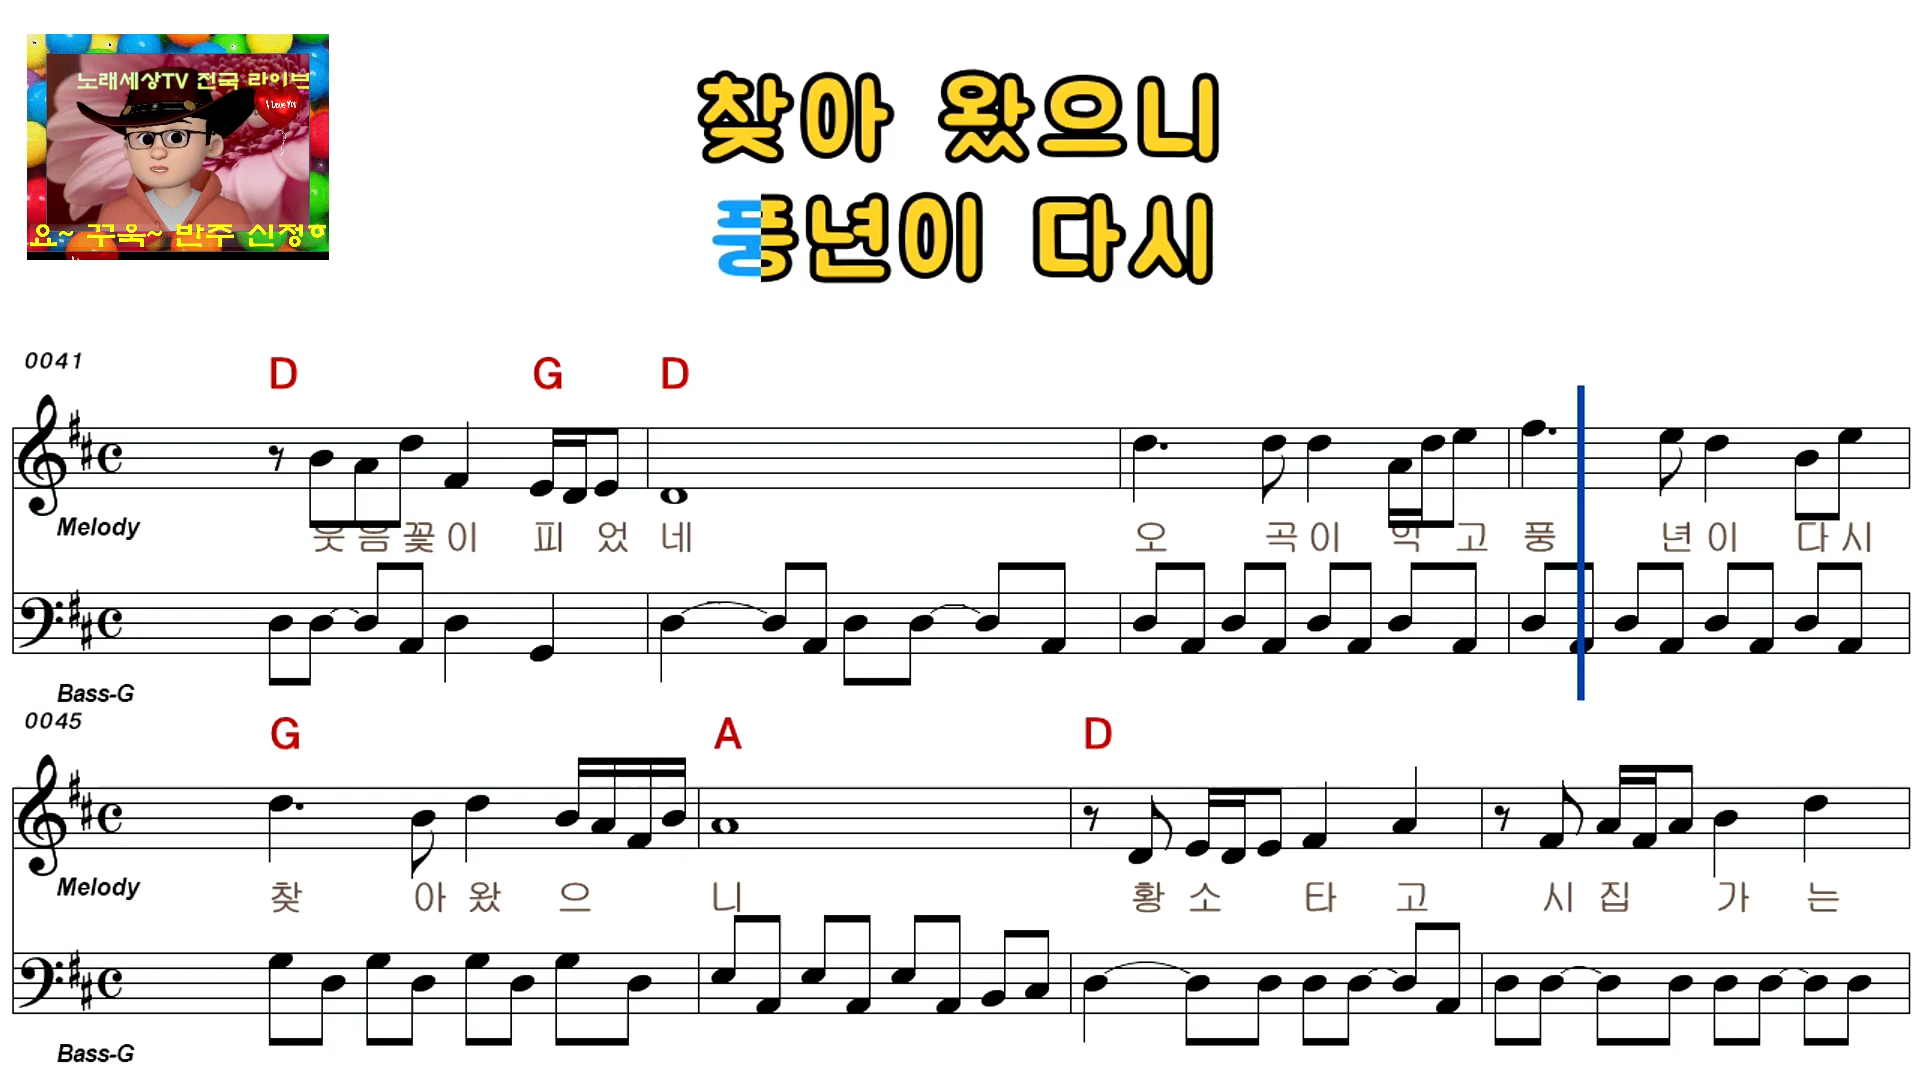 노래세상TV 전국 라이브
I Love You
요~ 꾸욱~ 반주 신청하
찾아 왔으니
풍년이 다시
0041
D G D
Melody
웃음꽃이 피었네 오곡이 익고 풍년이 다시
Bass-G
0045
G A D
Melody
찾아왔으니 황소타고 시집가는
Bass-G